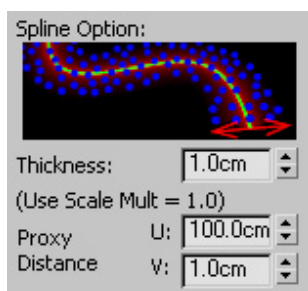 Spline Option:
Thickness: 1.0cm
(Use Scale Mult = 1.0)
Proxy U: 100.0cm
Distance V: 1.0cm